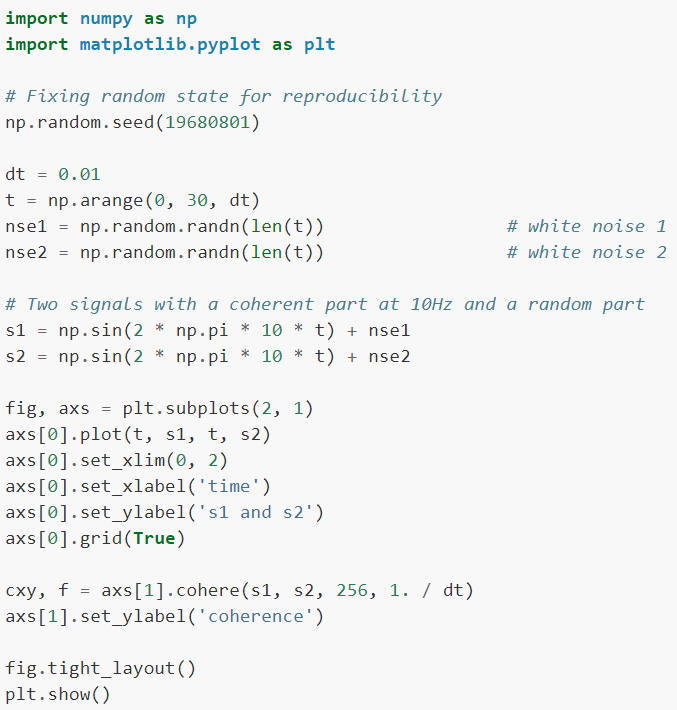 import numpy as np
import matplotlib.pyplot as plt
# Fixing random state for reproducibility
np.random.seed(19680801)
dt = 0.01
t = np.arange(0, 30, dt)
nse1 = np.random.randn(len(t))                 # white noise 1
nse2 = np.random.randn(len(t))                 # white noise 2
# Two signals with a coherent part at 10Hz and a random part
s1 = np.sin(2 * np.pi * 10 * t) + nse1
s2 = np.sin(2 * np.pi * 10 * t) + nse2
fig, axs = plt.subplots(2, 1)
axs[0].plot(t, s1, t, s2)
axs[0].set_xlim(0, 2)
axs[0].set_xlabel('time')
axs[0].set_ylabel('s1 and s2')
axs[0].grid(True)
cxy, f = axs[1].cohere(s1, s2, 256, 1. / dt)
axs[1].set_ylabel('coherence')
fig.tight_layout()
plt.show()